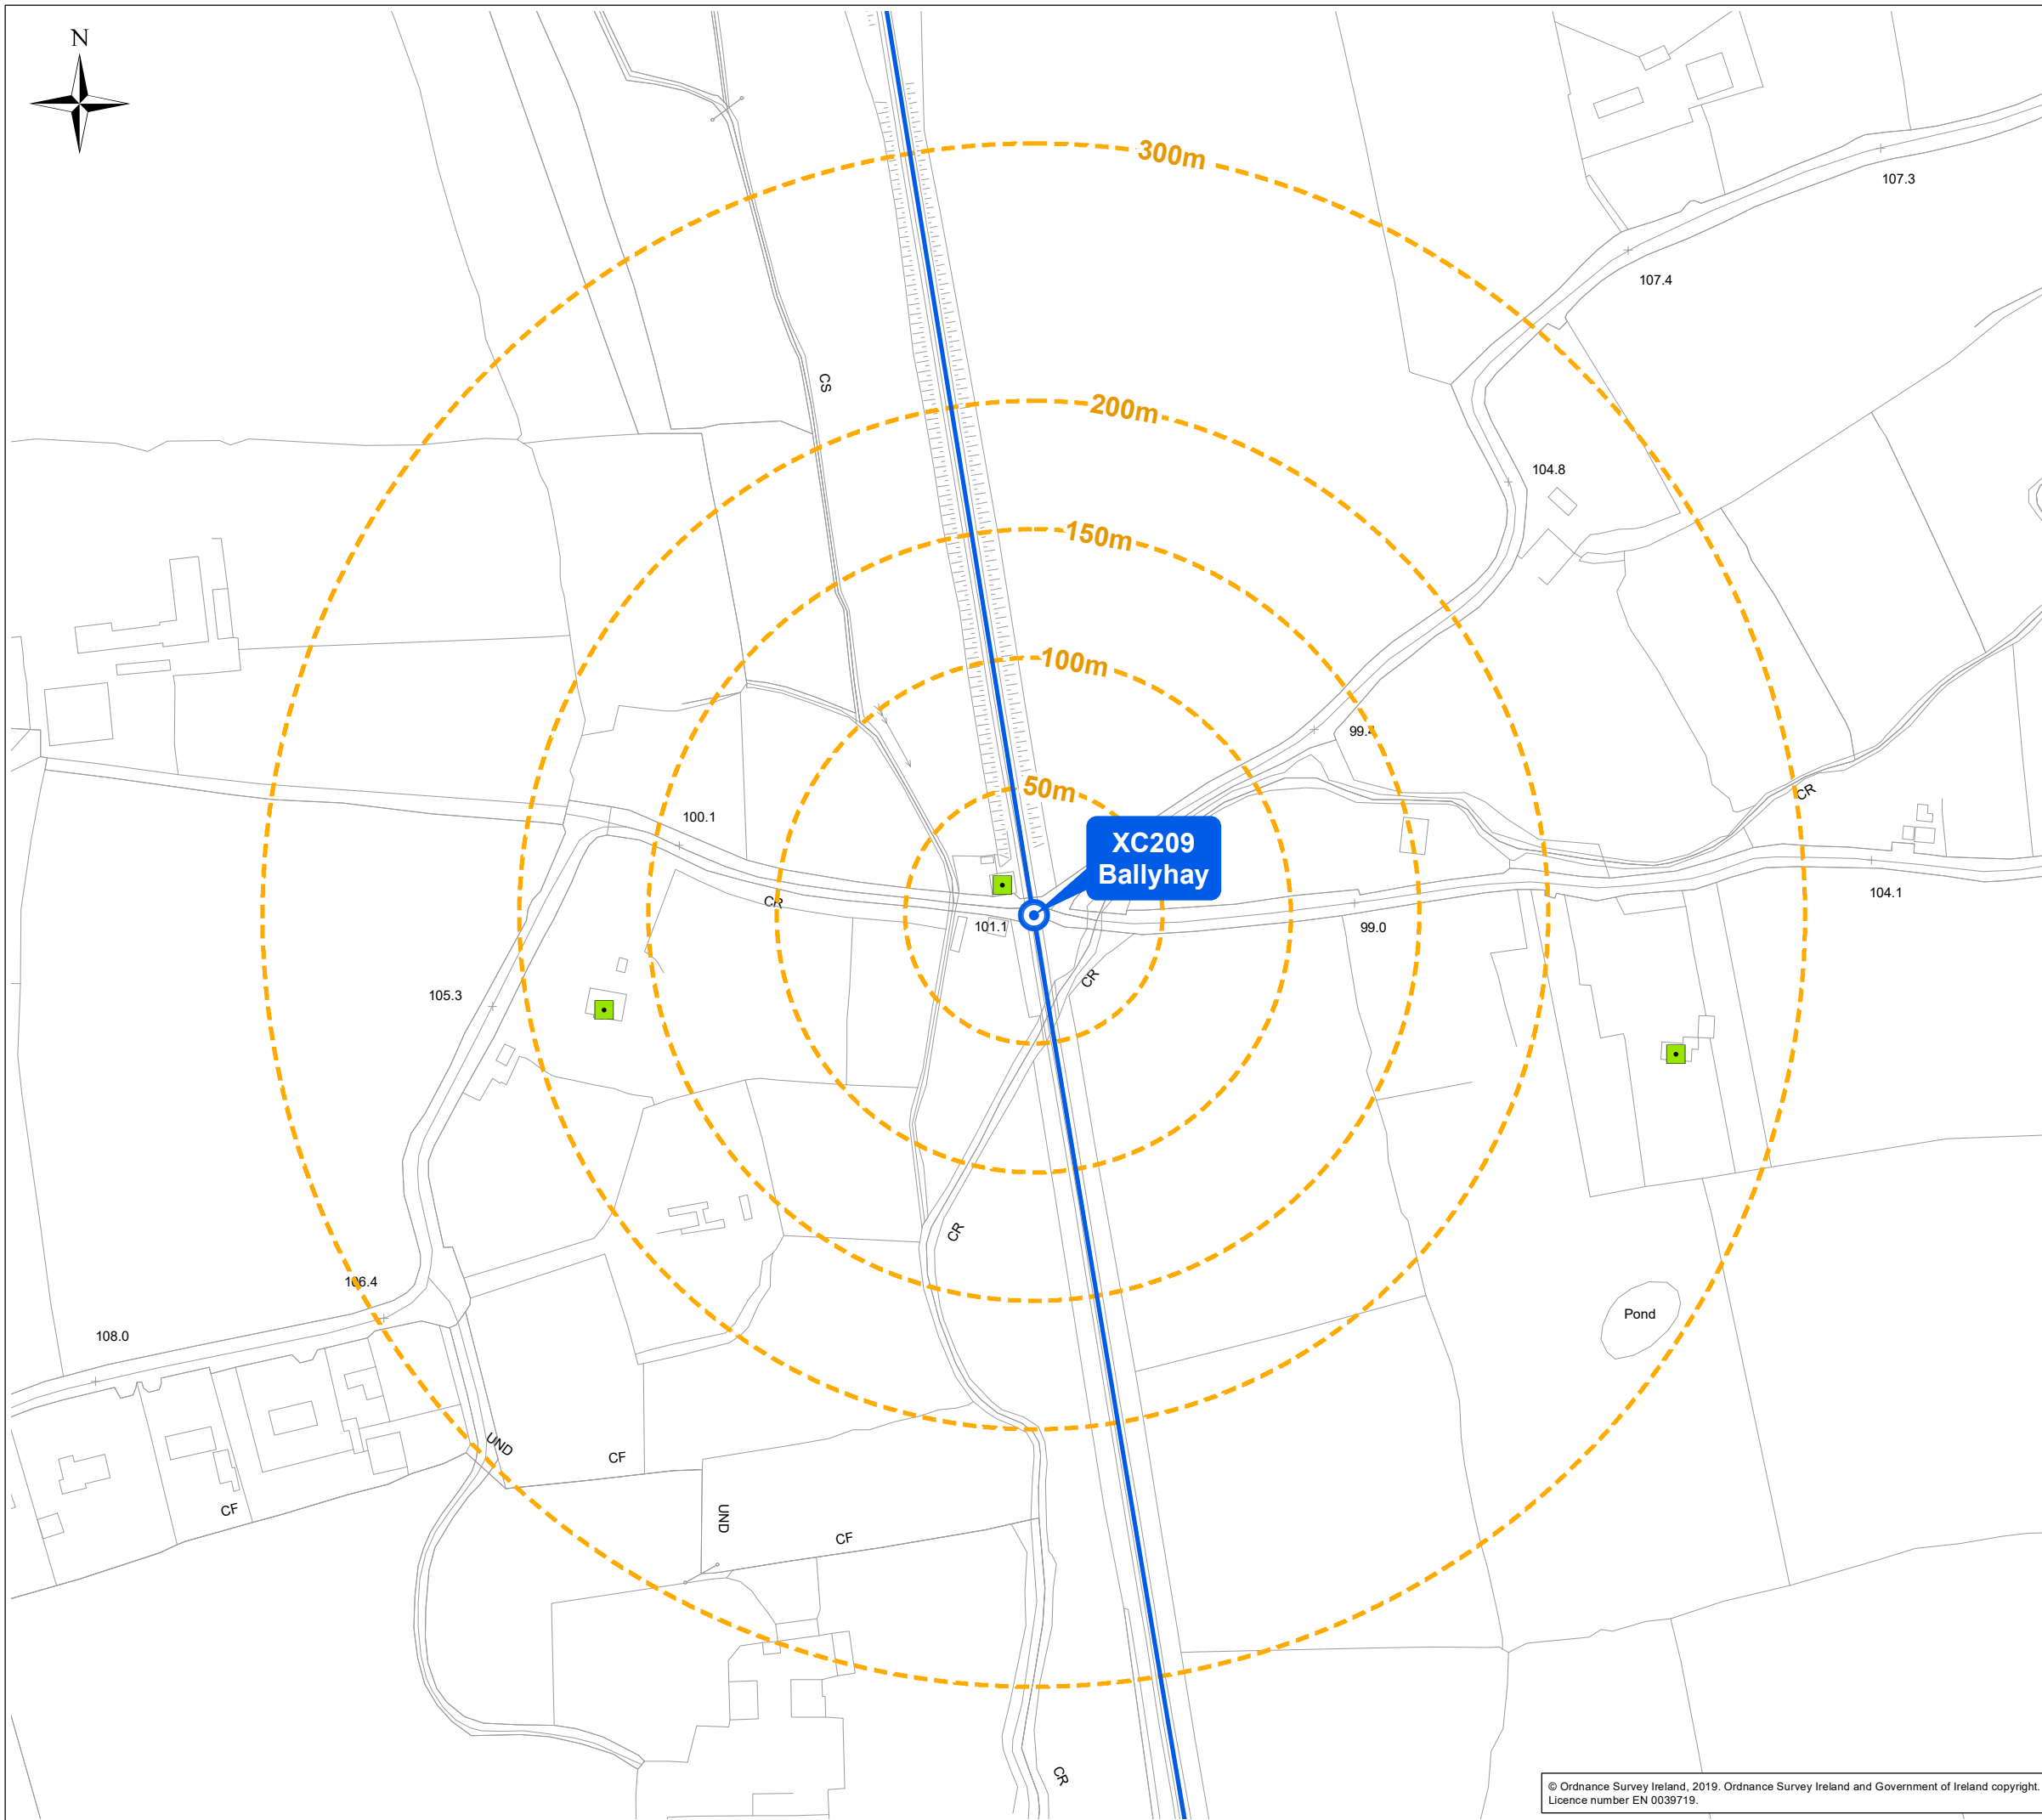 N
300m
107.3
107.4
CS
200m
104.8
150m
100m
99.4
50m
CR
100.1
XC209
Ballyhay
104.1
CR
101.1
99.0
CR
105.3
CR
106.4
Pond
108.0
UND
CF
CF
UND
CF
CR
© Ordnance Survey Ireland, 2019. Ordnance Survey Ireland and Government of Ireland copyright.
Licence number EN 0039719.